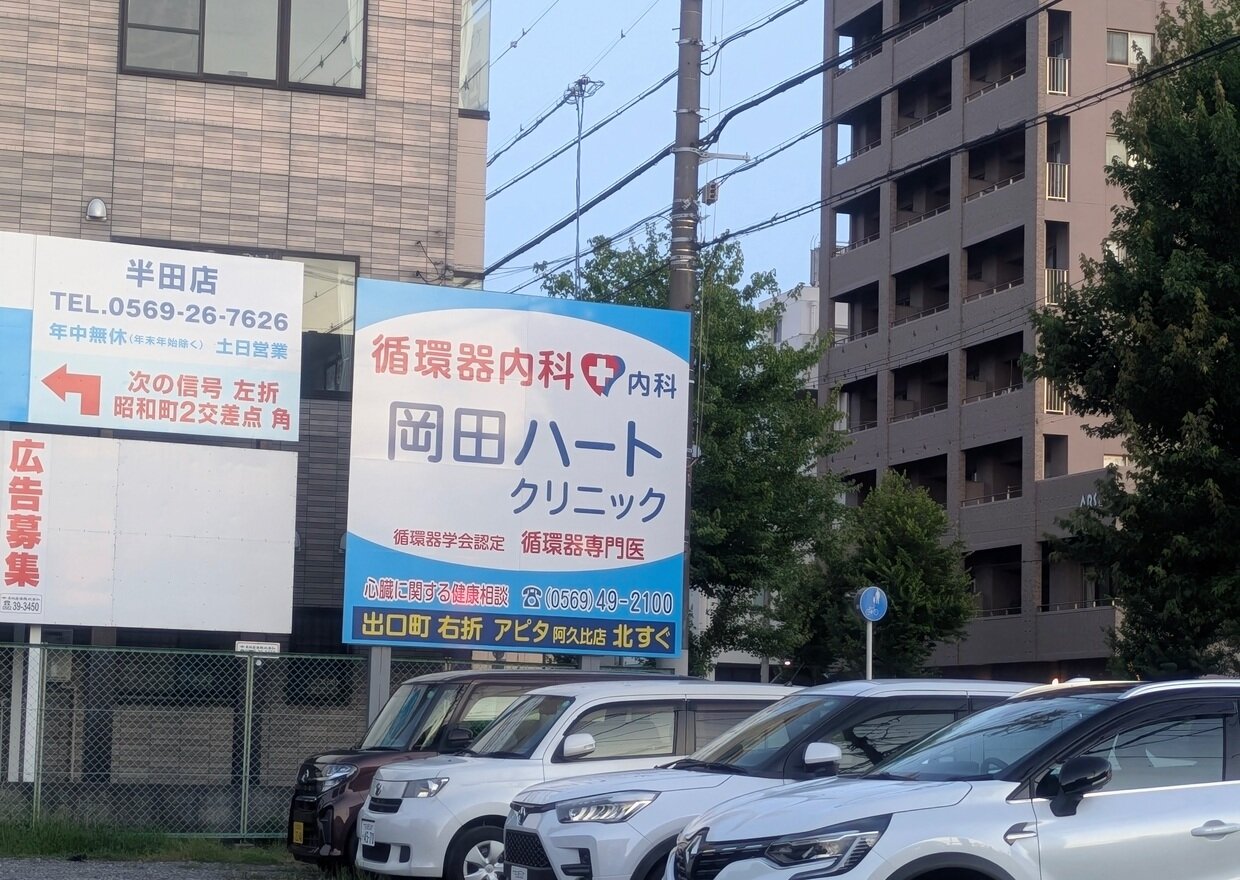 半田店
TEL.0569-26-7626
年中無休(年末年始除く) 土日営業
次の信号 左折
昭和町2交差点 角
広告募集
39-3450
循環器内科 内科
岡田ハート
クリニック
循環器学会認定 循環器専門医
心臓に関する健康相談 ☎(0569)49-2100
出口町 右折 アピタ阿久比店 北すぐ